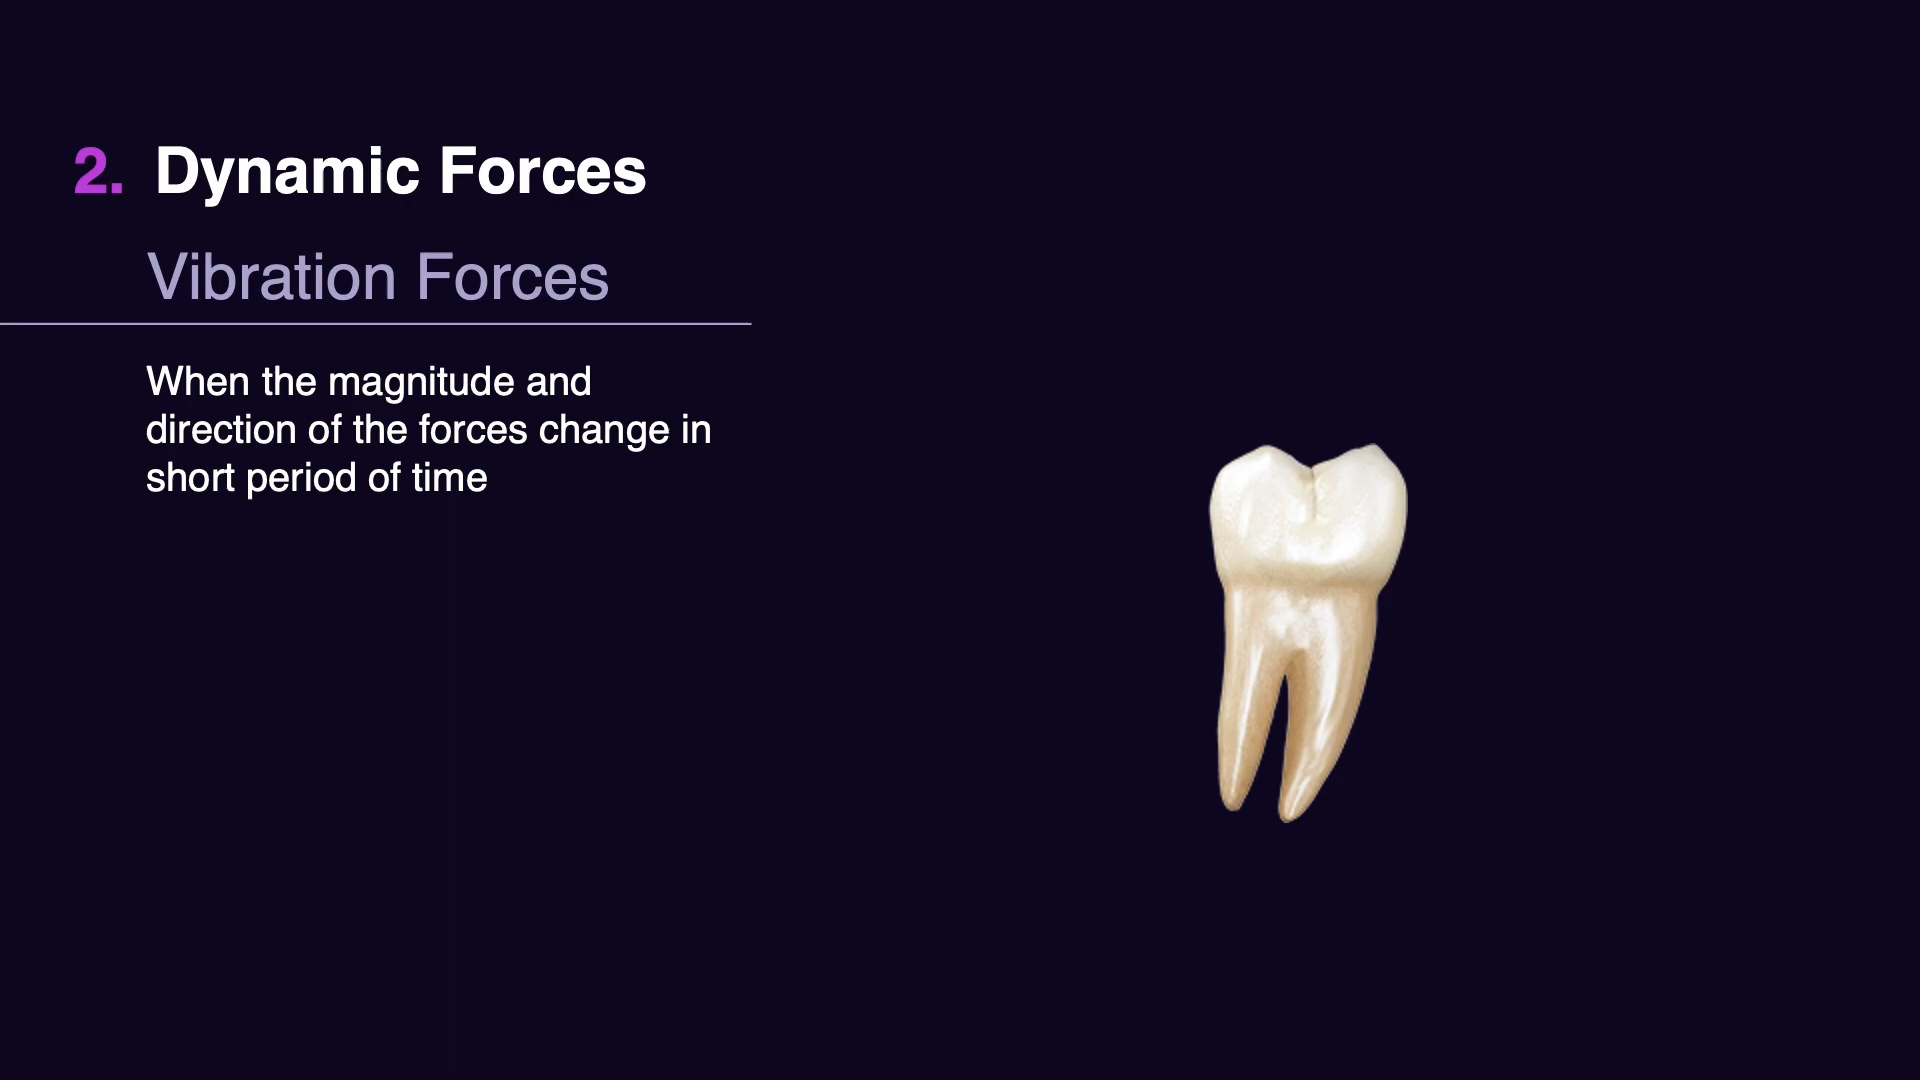 2. Dynamic Forces
Vibration Forces
When the magnitude and
direction of the forces change in
short period of time